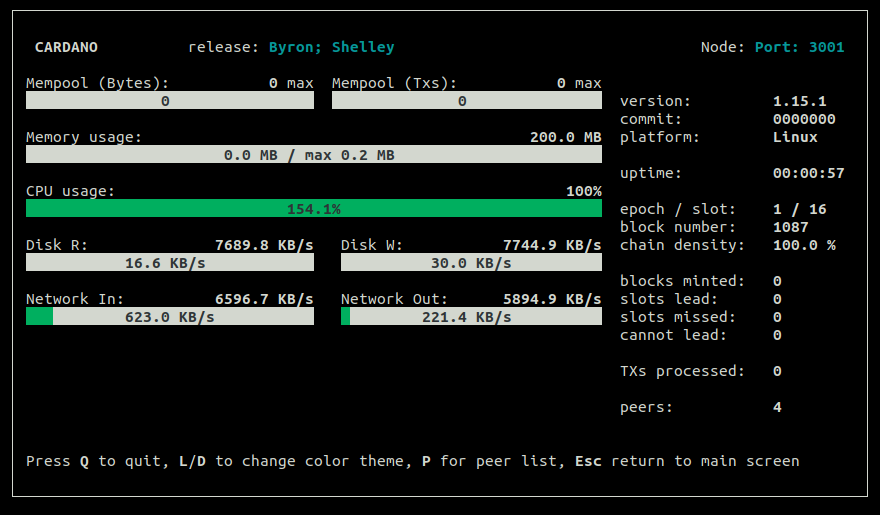 CARDANO release: Byron; Shelley Node: Port: 3001
Mempool (Bytes): 0 max Mempool (Txs): 0 max
0 0
version: 1.15.1
commit: 0000000
Memory usage: 200.0 MB platform: Linux
0.0 MB / max 0.2 MB
uptime: 00:00:57
CPU usage: 100%
154.1% epoch / slot: 1 / 16
block number: 1087
Disk R: 7689.8 KB/s Disk W: 7744.9 KB/s chain density: 100.0 %
16.6 KB/s 30.0 KB/s
blocks minted: 0
Network In: 6596.7 KB/s Network Out: 5894.9 KB/s slots lead: 0
623.0 KB/s 221.4 KB/s slots missed: 0
cannot lead: 0
TXs processed: 0
peers: 4
Press Q to quit, L/D to change color theme, P for peer list, Esc return to main screen